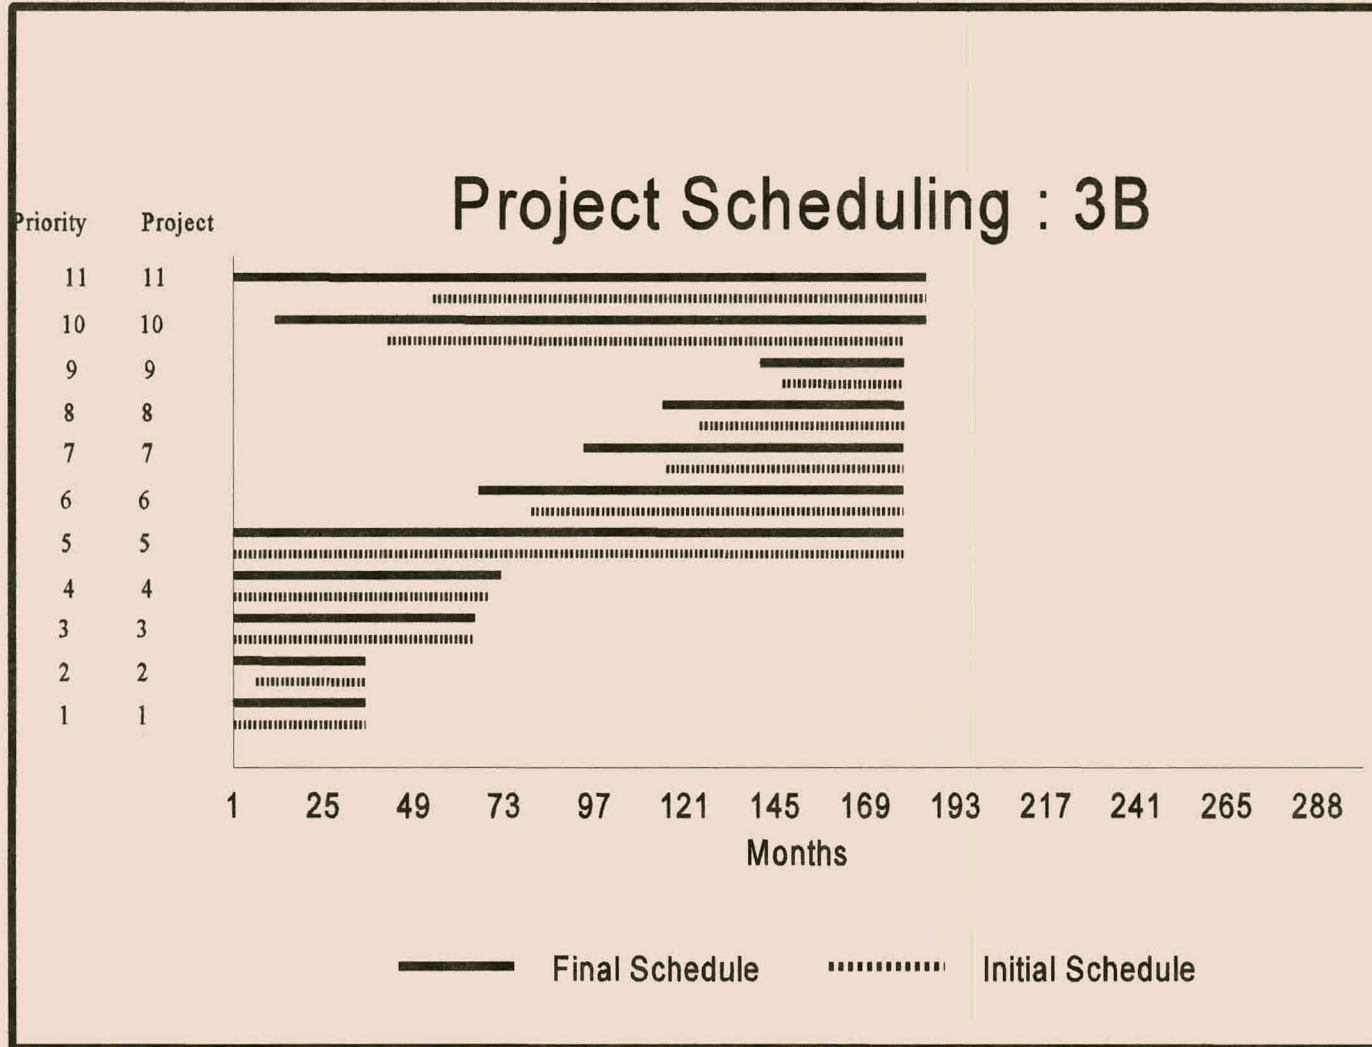 Project Scheduling : 3B
Priority Project
11 11
10 10
9 9
8 8
7 7
6 6
5 5
4 4
3 3
2 2
1 1
1 25 49 73 97 121 145 169 193 217 241 265 288
Months
Final Schedule Initial Schedule